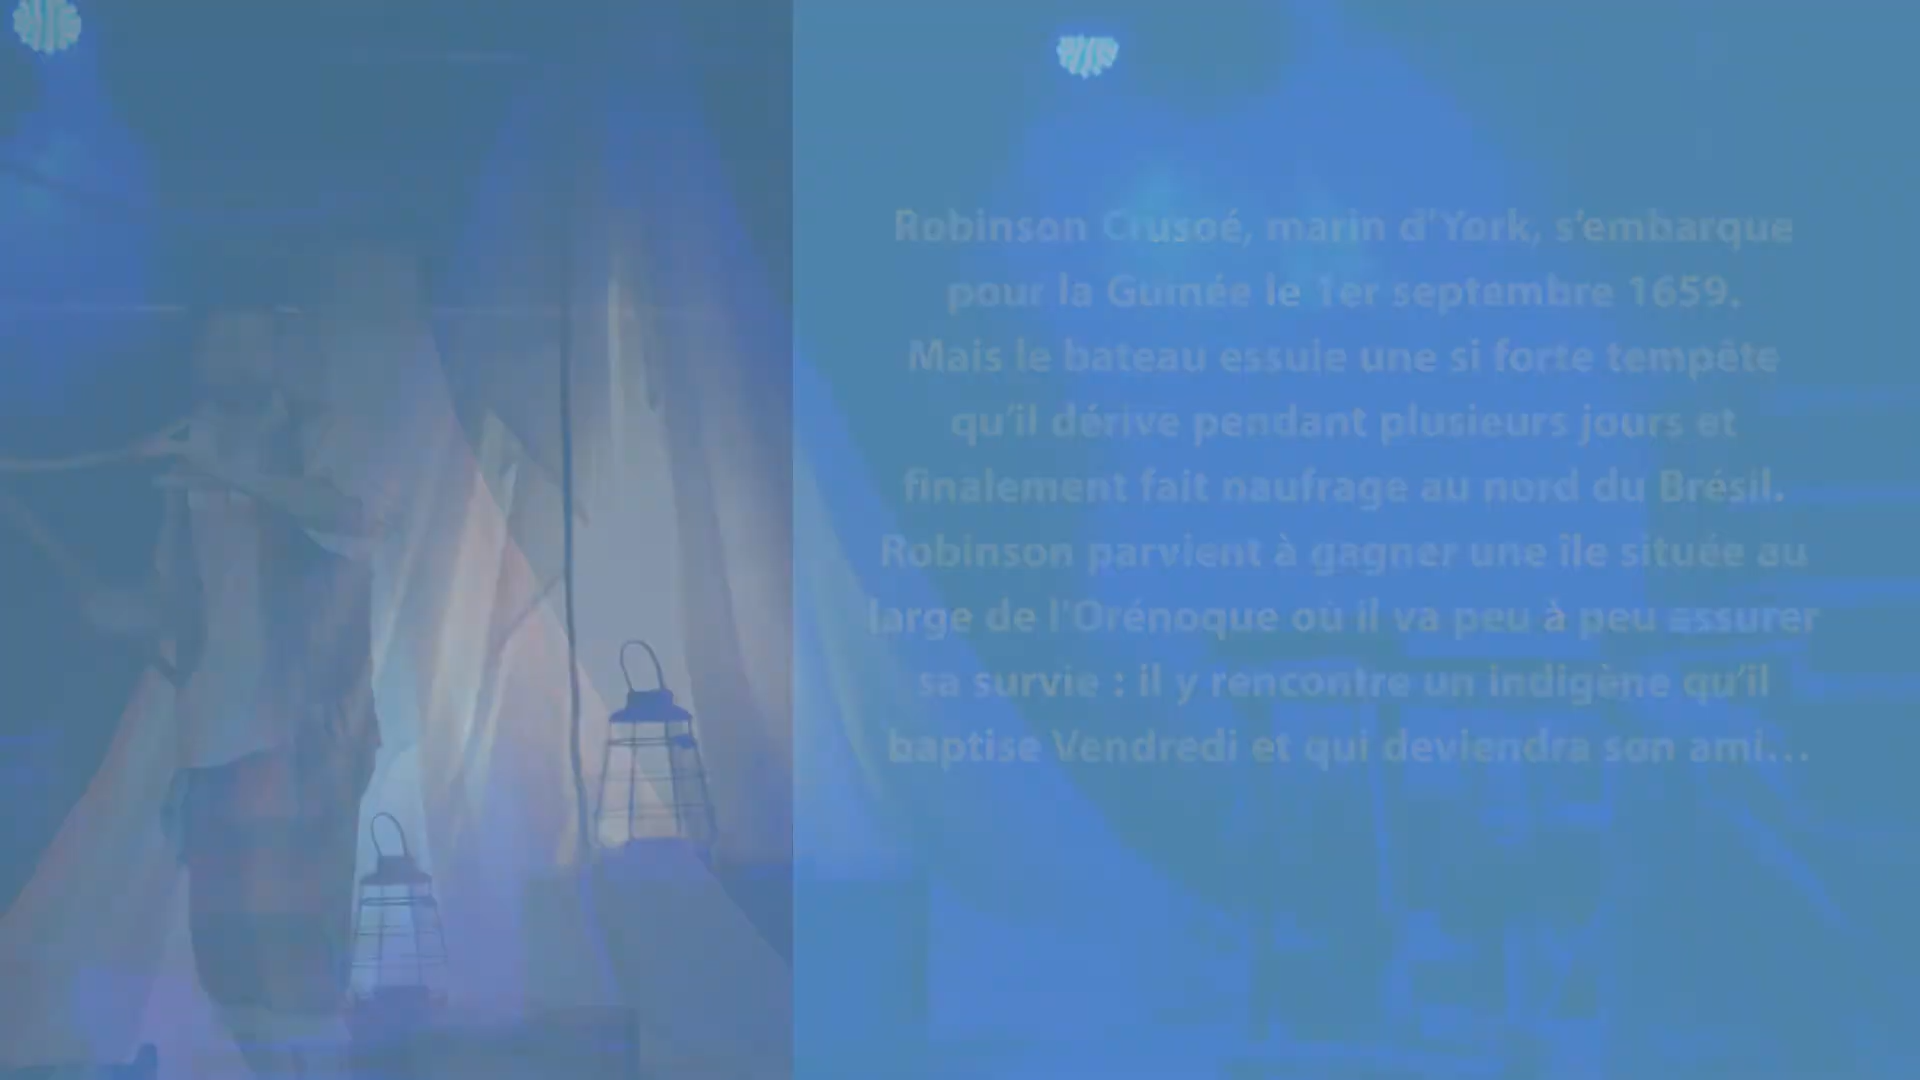 Robinson Crusoé, marin d'York, s'embarque
pour la Guinée le 1er septembre 1659.
Mais le bateau essuie une si forte tempête
qu'il dérive pendant plusieurs jours et
finalement fait naufrage au nord du Brésil.
Robinson parvient à gagner une île située au
large de l'Orénoque où il va peu à peu assurer
sa survie : il y rencontre un indigène qu'il
baptise Vendredi et qui deviendra son ami...